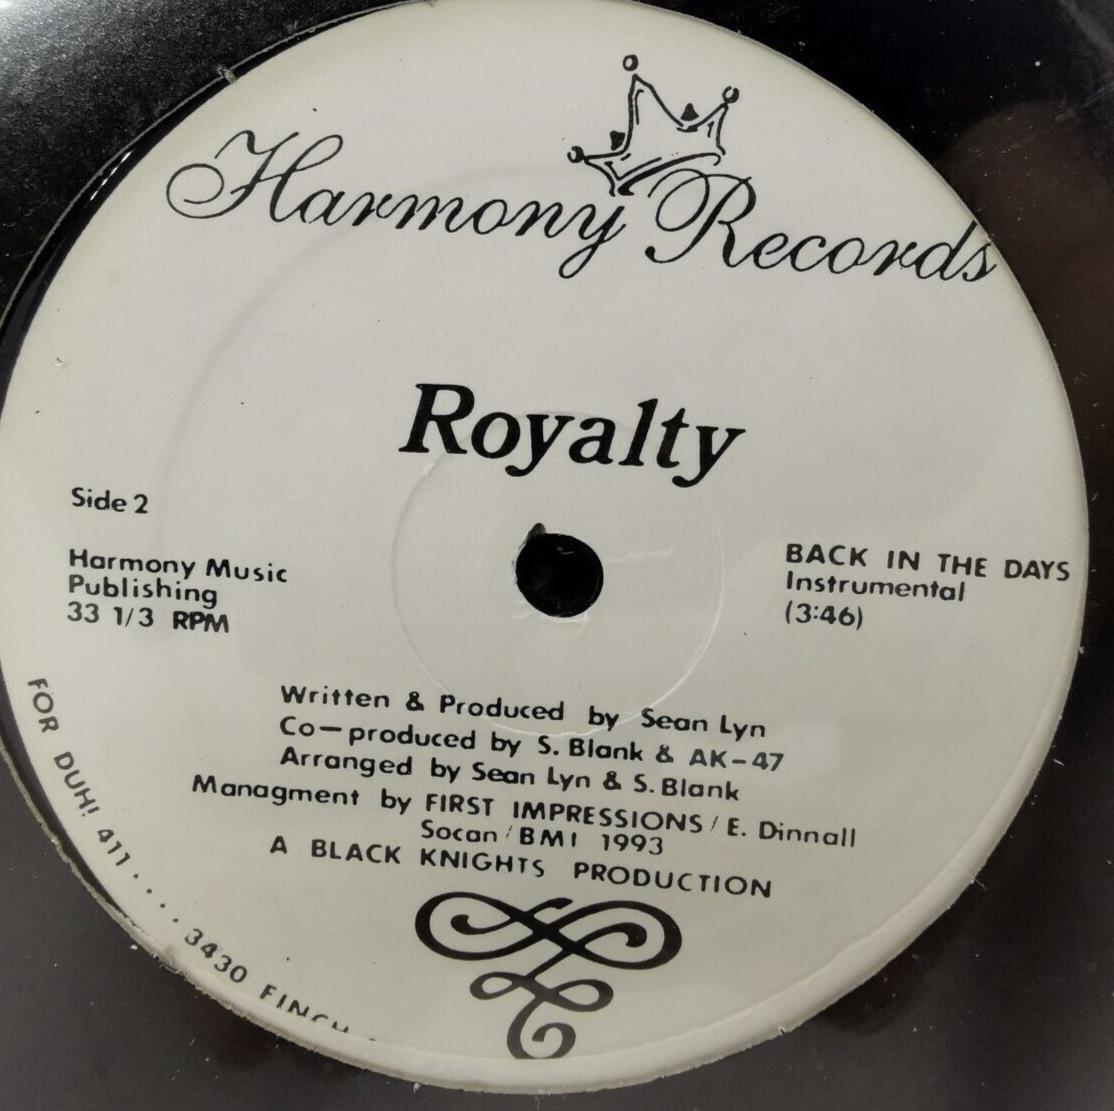 Harmony Records
Royalty
Side 2
Harmony Music
Publishing
33 1/3 RPM
BACK IN THE DAYS
Instrumental
(3:46)
Written & Produced by Sean Lyn
Co-produced by S. Blank & AK-47
Arranged by Sean Lyn & S. Blank
Managment by FIRST IMPRESSIONS / E. Dinnall
Socan / BMI 1993
A BLACK KNIGHTS PRODUCTION
FOR DUH! 411.....3430 FINCH